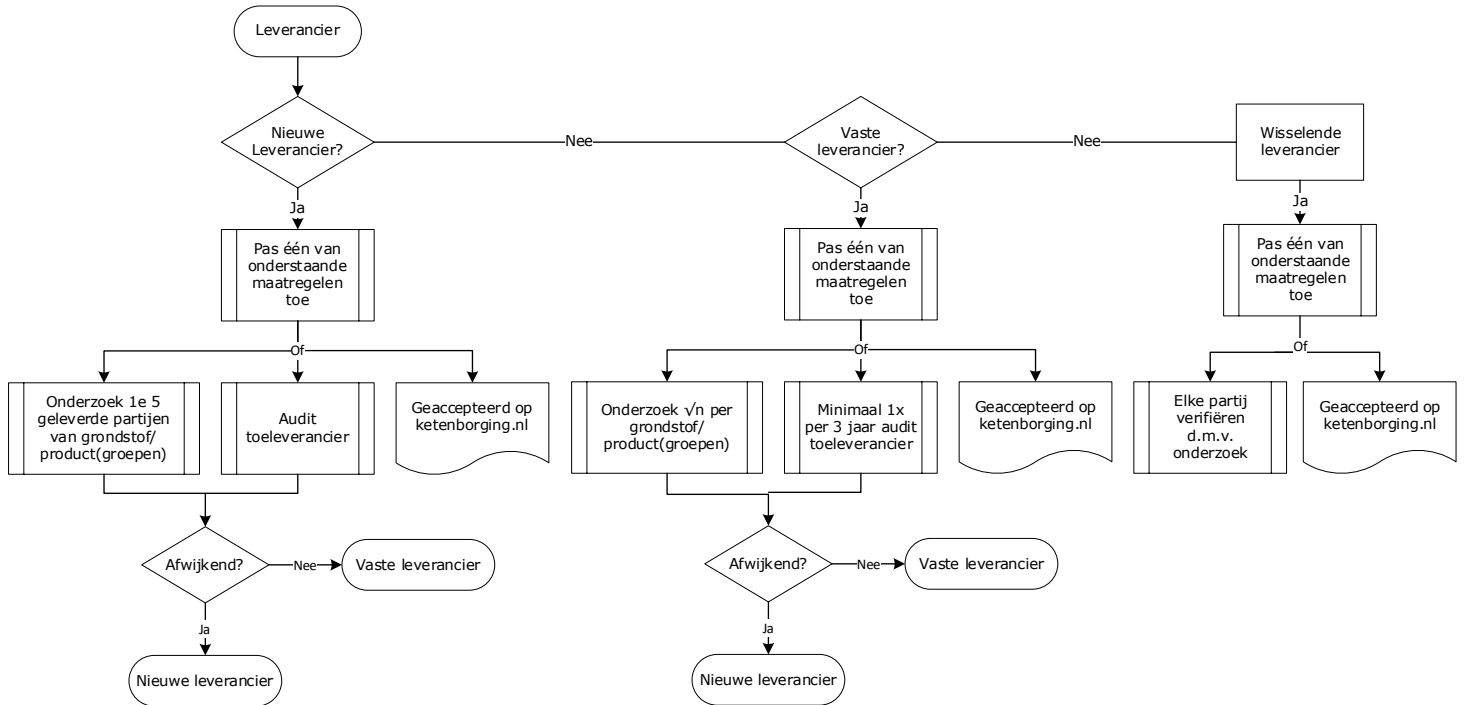 Leverancier
Nieuwe
Leverancier?
Nee
Vaste
leverancier?
Nee
Wisselende
leverancier
Ja
Ja
Ja
Pas één van
onderstaande
maatregelen
toe
Pas één van
onderstaande
maatregelen
toe
Pas één van
onderstaande
maatregelen
toe
Of
Of
Of
Onderzoek 1e 5
geleverde partijen
van grondstof/
product(groepen)
Audit
toeleverancier
Geaccepteerd op
ketenborging.nl
Onderzoek √n per
grondstof/
product(groepen)
Minimaal 1x
per 3 jaar audit
toeleverancier
Geaccepteerd op
ketenborging.nl
Elke partij
verifiëren
d.m.v.
onderzoek
Geaccepteerd op
ketenborging.nl
Afwijkend?
Nee
Vaste leverancier
Afwijkend?
Nee
Vaste leverancier
Ja
Ja
Nieuwe leverancier
Nieuwe leverancier